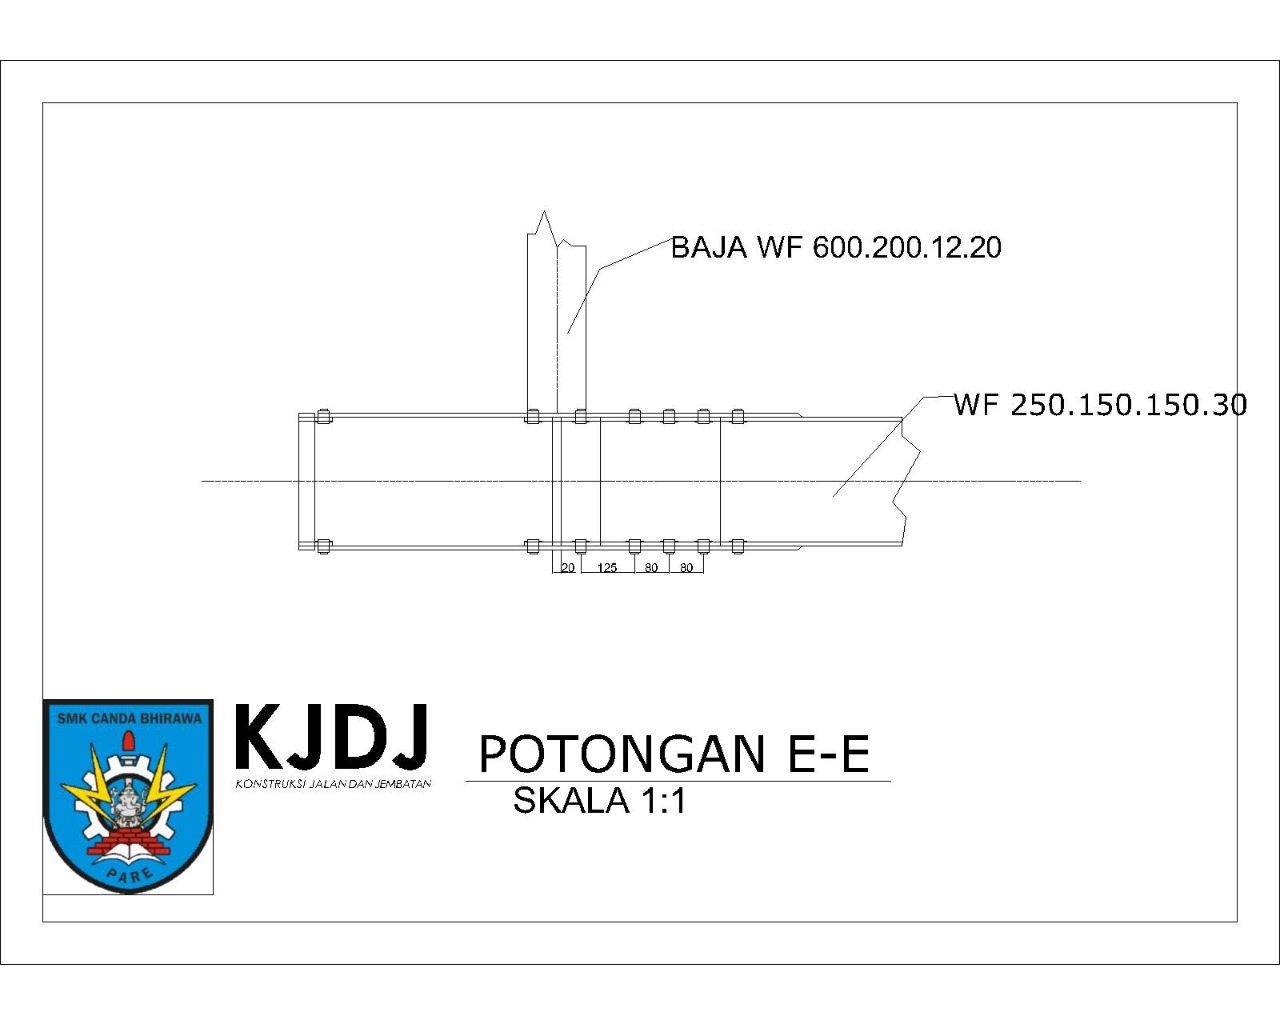 BAJA WF 600.200.12.20
WF 250.150.150.30
20 125 80 80
SMK CANDA BHIRAWA
PARE
KJDJ
KONSTRUKSI JALAN DAN JEMBATAN
POTONGAN E-E
SKALA 1:1